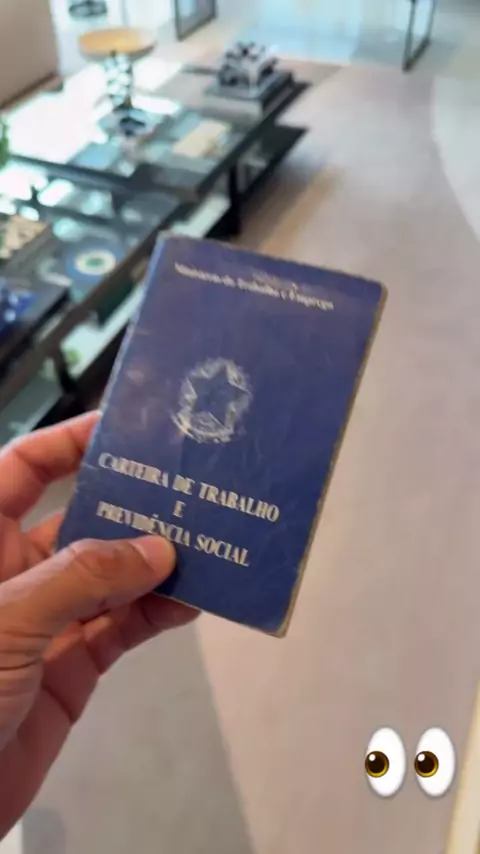 Ministério do Trabalho e Emprego
CARTEIRA DE TRABALHO
E
PREVIDÊNCIA SOCIAL